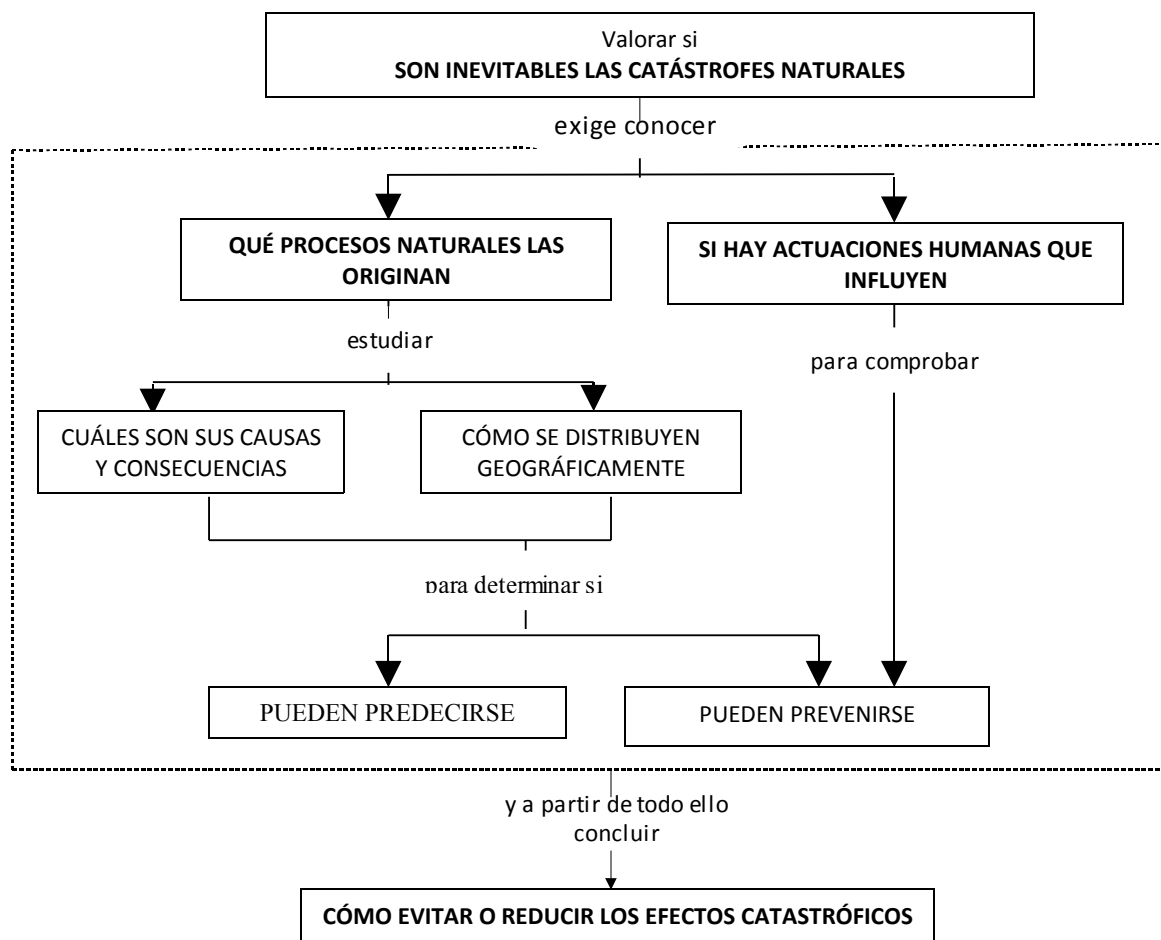 Valorar si
SON INEVITABLES LAS CATÁSTROFES NATURALES
exige conocer
QUÉ PROCESOS NATURALES LAS
ORIGINAN
SI HAY ACTUACIONES HUMANAS QUE
INFLUYEN
estudiar
para comprobar
CUÁLES SON SUS CAUSAS
Y CONSECUENCIAS
CÓMO SE DISTRIBUYEN
GEOGRÁFICAMENTE
para determinar si
PUEDEN PREDECIRSE
PUEDEN PREVENIRSE
y a partir de todo ello
concluir
CÓMO EVITAR O REDUCIR LOS EFECTOS CATASTRÓFICOS